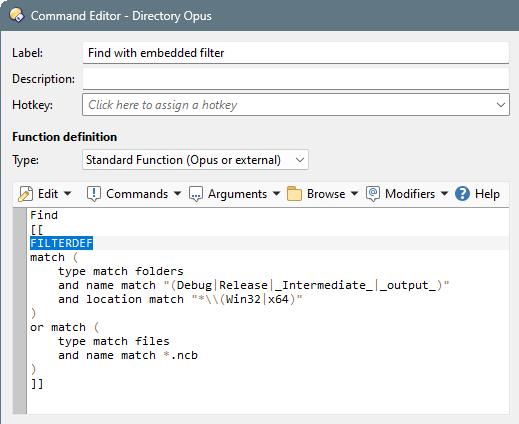 Command Editor - Directory Opus
Label: Find with embedded filter
Description:
Hotkey: Click here to assign a hotkey
Function definition
Type: Standard Function (Opus or external)
Edit Commands Arguments Browse Modifiers Help
Find
[[
FILTERDEF
match (
    type match folders
    and name match "(Debug|Release|_Intermediate_|_output_)"
    and location match "*\\(Win32|x64)"
)
or match (
    type match files
    and name match *.ncb
)
]]